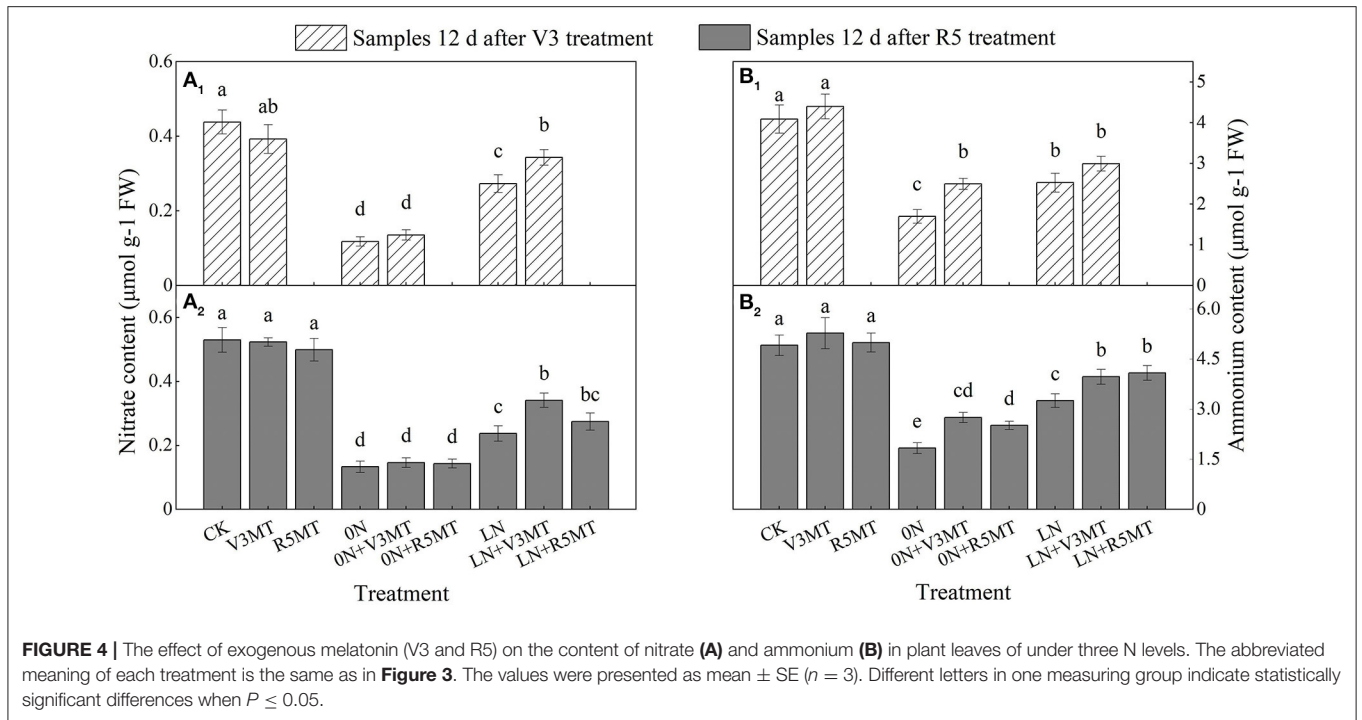 Samples 12 d after V3 treatment
Samples 12 d after R5 treatment
A1
0.6
0.4
0.2
0
a
ab
d
d
c
b
A2
0.6
0.4
0.2
0
a
a
a
d
d
d
c
b
bc
Nitrate content (μmol g-1 FW)
CK
V3MT
R5MT
0N
0N+V3MT
0N+R5MT
LN
LN+V3MT
LN+R5MT
Treatment
B1
5
4
3
2
1
0
a
a
c
b
b
b
B2
6.0
4.5
3.0
1.5
0
a
a
a
e
cd
d
c
b
b
Ammonium content (μmol g-1 FW)
CK
V3MT
R5MT
0N
0N+V3MT
0N+R5MT
LN
LN+V3MT
LN+R5MT
Treatment
FIGURE 4 | The effect of exogenous melatonin (V3 and R5) on the content of nitrate (A) and ammonium (B) in plant leaves of under three N levels. The abbreviated
meaning of each treatment is the same as in Figure 3. The values were presented as mean ± SE (n = 3). Different letters in one measuring group indicate statistically
significant differences when P ≤ 0.05.